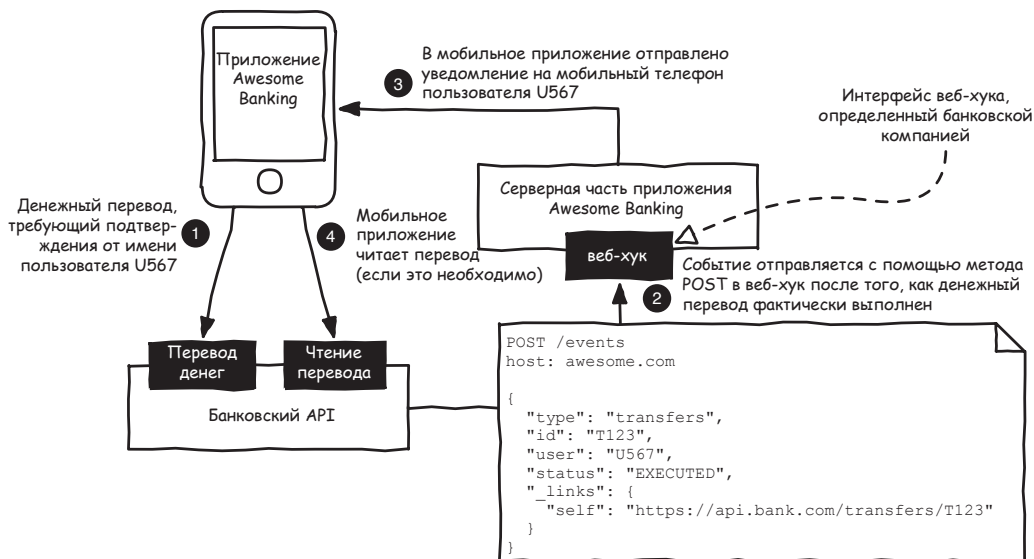 Приложение
Awesome
Banking
3
В мобильное приложение отправлено
уведомление на мобильный телефон
пользователя U567
Интерфейс веб-хука,
определенный банковской
компанией
Серверная часть приложения
Awesome Banking
веб-хук
Денежный перевод,
требующий подтвер-
ждения от имени
пользователя U567
1
4
Мобильное
приложение
читает перевод
(если это необходимо)
2
Событие отправляется с помощью метода
POST в веб-хук после того, как денежный
перевод фактически выполнен
Перевод
денег
Чтение
перевода
Банковский API
POST /events
host: awesome.com
{
"type": "transfers",
"id": "T123",
"user": "U567",
"status": "EXECUTED",
"_links": {
"self": "https://api.bank.com/transfers/T123"
}
}